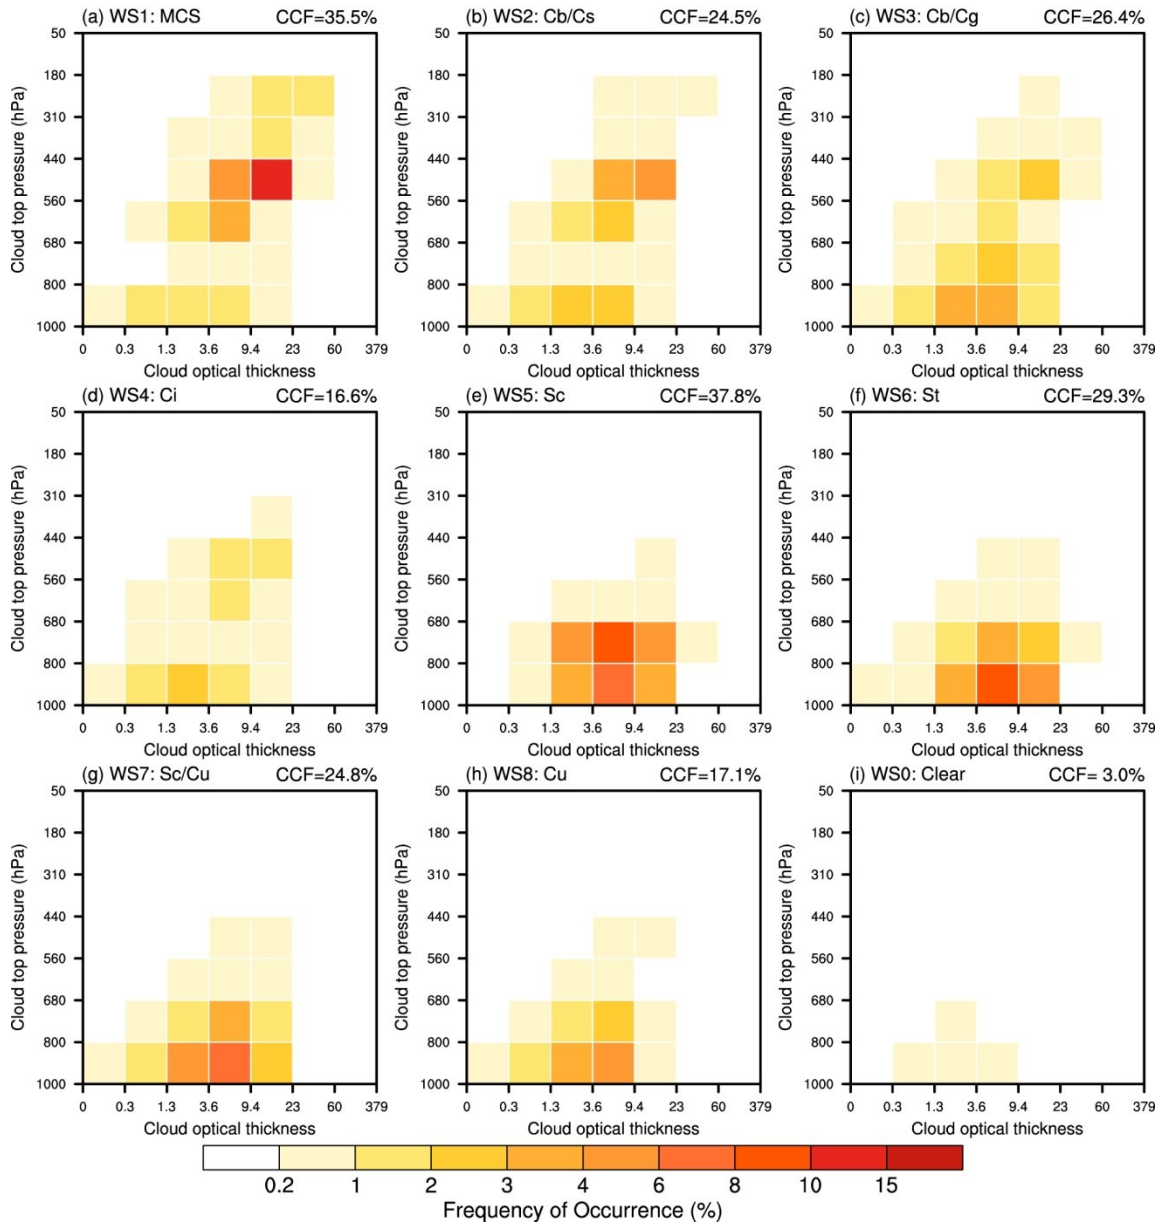 (a) WS1: MCS CCF=35.5%
50
180
310
440
560
680
800
1000
Cloud top pressure (hPa)
0 0.3 1.3 3.6 9.4 23 60 379
Cloud optical thickness
(b) WS2: Cb/Cs CCF=24.5%
50
180
310
440
560
680
800
1000
Cloud top pressure (hPa)
0 0.3 1.3 3.6 9.4 23 60 379
Cloud optical thickness
(c) WS3: Cb/Cg CCF=26.4%
50
180
310
440
560
680
800
1000
Cloud top pressure (hPa)
0 0.3 1.3 3.6 9.4 23 60 379
Cloud optical thickness
(d) WS4: Ci CCF=16.6%
50
180
310
440
560
680
800
1000
Cloud top pressure (hPa)
0 0.3 1.3 3.6 9.4 23 60 379
Cloud optical thickness
(e) WS5: Sc CCF=37.8%
50
180
310
440
560
680
800
1000
Cloud top pressure (hPa)
0 0.3 1.3 3.6 9.4 23 60 379
Cloud optical thickness
(f) WS6: St CCF=29.3%
50
180
310
440
560
680
800
1000
Cloud top pressure (hPa)
0 0.3 1.3 3.6 9.4 23 60 379
Cloud optical thickness
(g) WS7: Sc/Cu CCF=24.8%
50
180
310
440
560
680
800
1000
Cloud top pressure (hPa)
0 0.3 1.3 3.6 9.4 23 60 379
Cloud optical thickness
(h) WS8: Cu CCF=17.1%
50
180
310
440
560
680
800
1000
Cloud top pressure (hPa)
0 0.3 1.3 3.6 9.4 23 60 379
Cloud optical thickness
(i) WS0: Clear CCF= 3.0%
50
180
310
440
560
680
800
1000
Cloud top pressure (hPa)
0 0.3 1.3 3.6 9.4 23 60 379
Cloud optical thickness
0.2 1 2 3 4 6 8 10 15
Frequency of Occurrence (%)